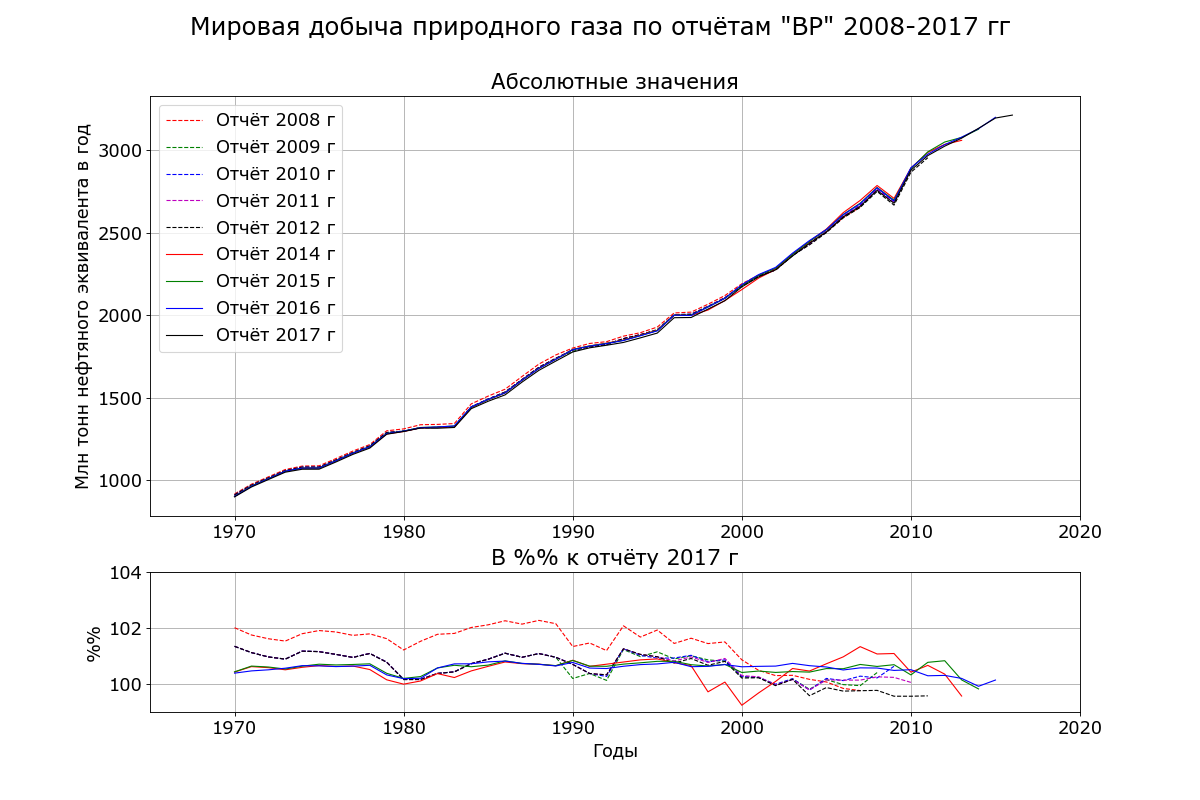 Мировая добыча природного газа по отчётам "BP" 2008-2017 гг
Абсолютные значения
Млн тонн нефтяного эквивалента в год
3000
2500
2000
1500
1000
Отчёт 2008 г
Отчёт 2009 г
Отчёт 2010 г
Отчёт 2011 г
Отчёт 2012 г
Отчёт 2014 г
Отчёт 2015 г
Отчёт 2016 г
Отчёт 2017 г
1970 1980 1990 2000 2010 2020
В %% к отчёту 2017 г
%%
104
102
100
1970 1980 1990 2000 2010 2020
Годы